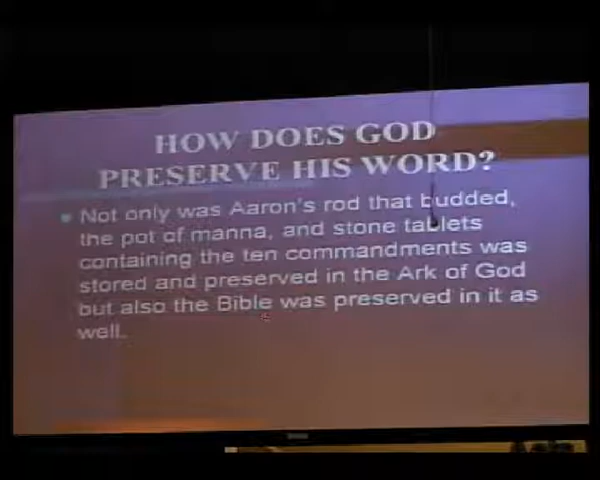 HOW DOES GOD
PRESERVE HIS WORD?
Not only was Aaron's rod that budded,
the pot of manna, and stone tablets
containing the ten commandments was
stored and preserved in the Ark of God
but also the Bible was preserved in it as
well.